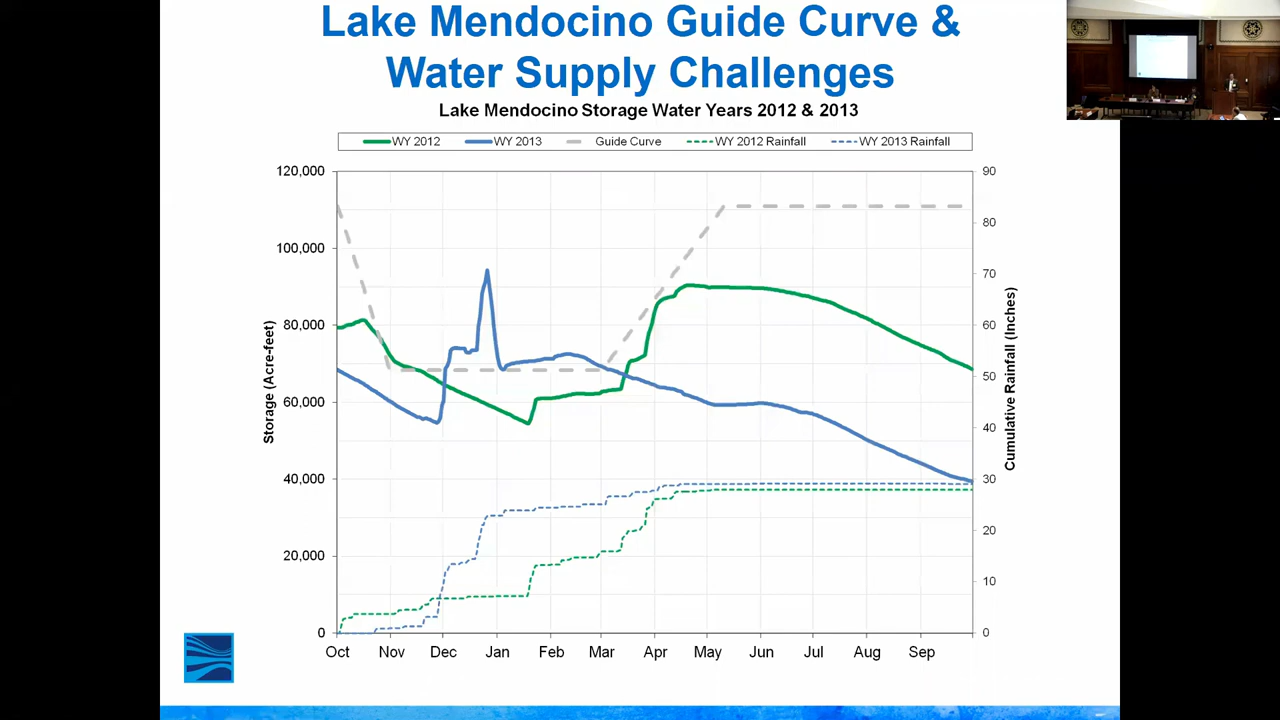 Lake Mendocino Guide Curve &
Water Supply Challenges
Lake Mendocino Storage Water Years 2012 & 2013
WY 2012 WY 2013 Guide Curve WY 2012 Rainfall WY 2013 Rainfall
120,000
100,000
80,000
60,000
40,000
20,000
0
Storage (Acre-feet)
90
80
70
60
50
40
30
20
10
0
Cumulative Rainfall (Inches)
Oct Nov Dec Jan Feb Mar Apr May Jun Jul Aug Sep